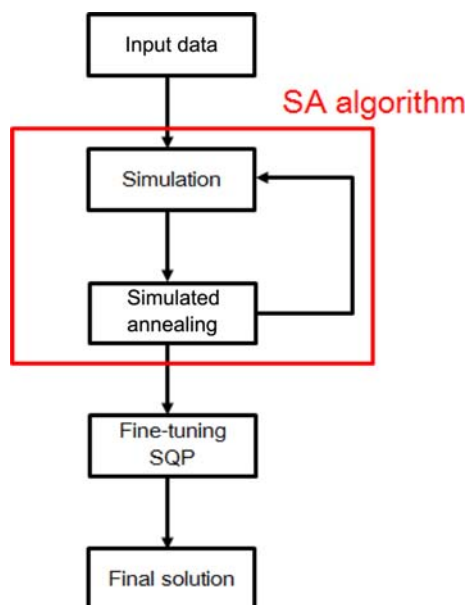 Input data
SA algorithm
Simulation
Simulated
annealing
Fine-tuning
SQP
Final solution